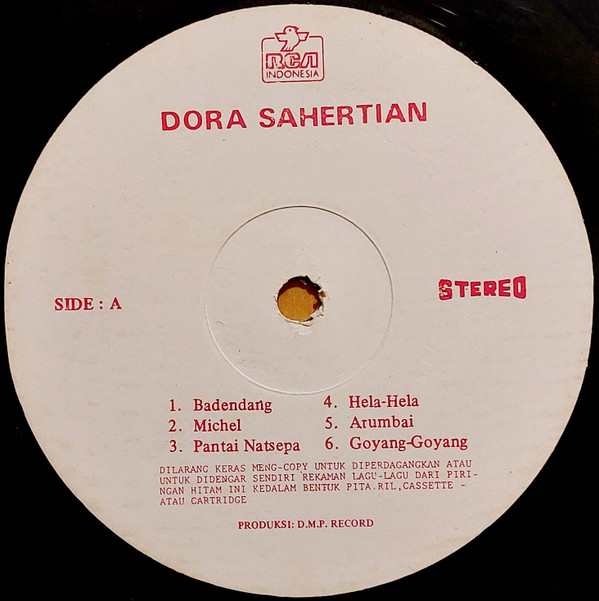 RCA
INDONESIA
DORA SAHERTIAN
SIDE : A
STEREO
1. Badendang
2. Michel
3. Pantai Natsepa
4. Hela-Hela
5. Arumbai
6. Goyang-Goyang
DILARANG KERAS MENG-COPY UNTUK DIPERDAGANGKAN ATAU
UNTUK DIDENGAR SENDIRI REKAMAN LAGU-LAGU DARI PIRI-
NGAN HITAM INI KEDALAM BENTUK PITA.RIL,CASSETTE -
ATAU CARTRIDGE
PRODUKSI: D.M.P. RECORD